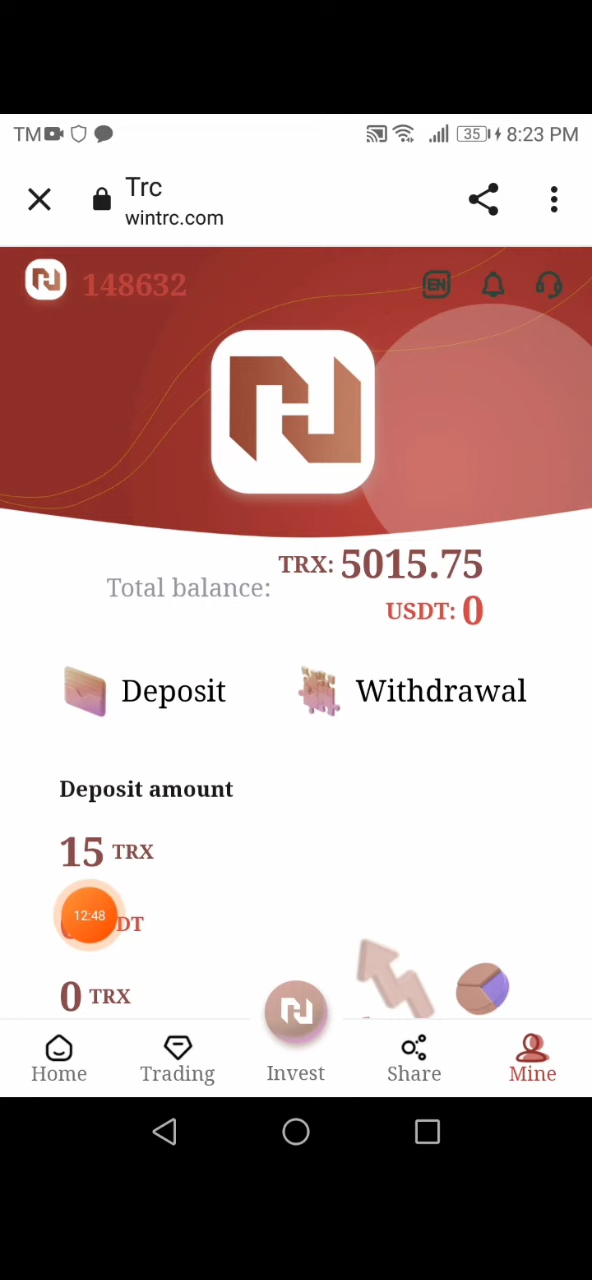 TM 35 8:23 PM
Trc
wintrc.com
148632
EN
Total balance:
TRX: 5015.75
USDT: 0
Deposit
Withdrawal
Deposit amount
15 TRX
12:48
DT
0 TRX
Home
Trading
Invest
Share
Mine